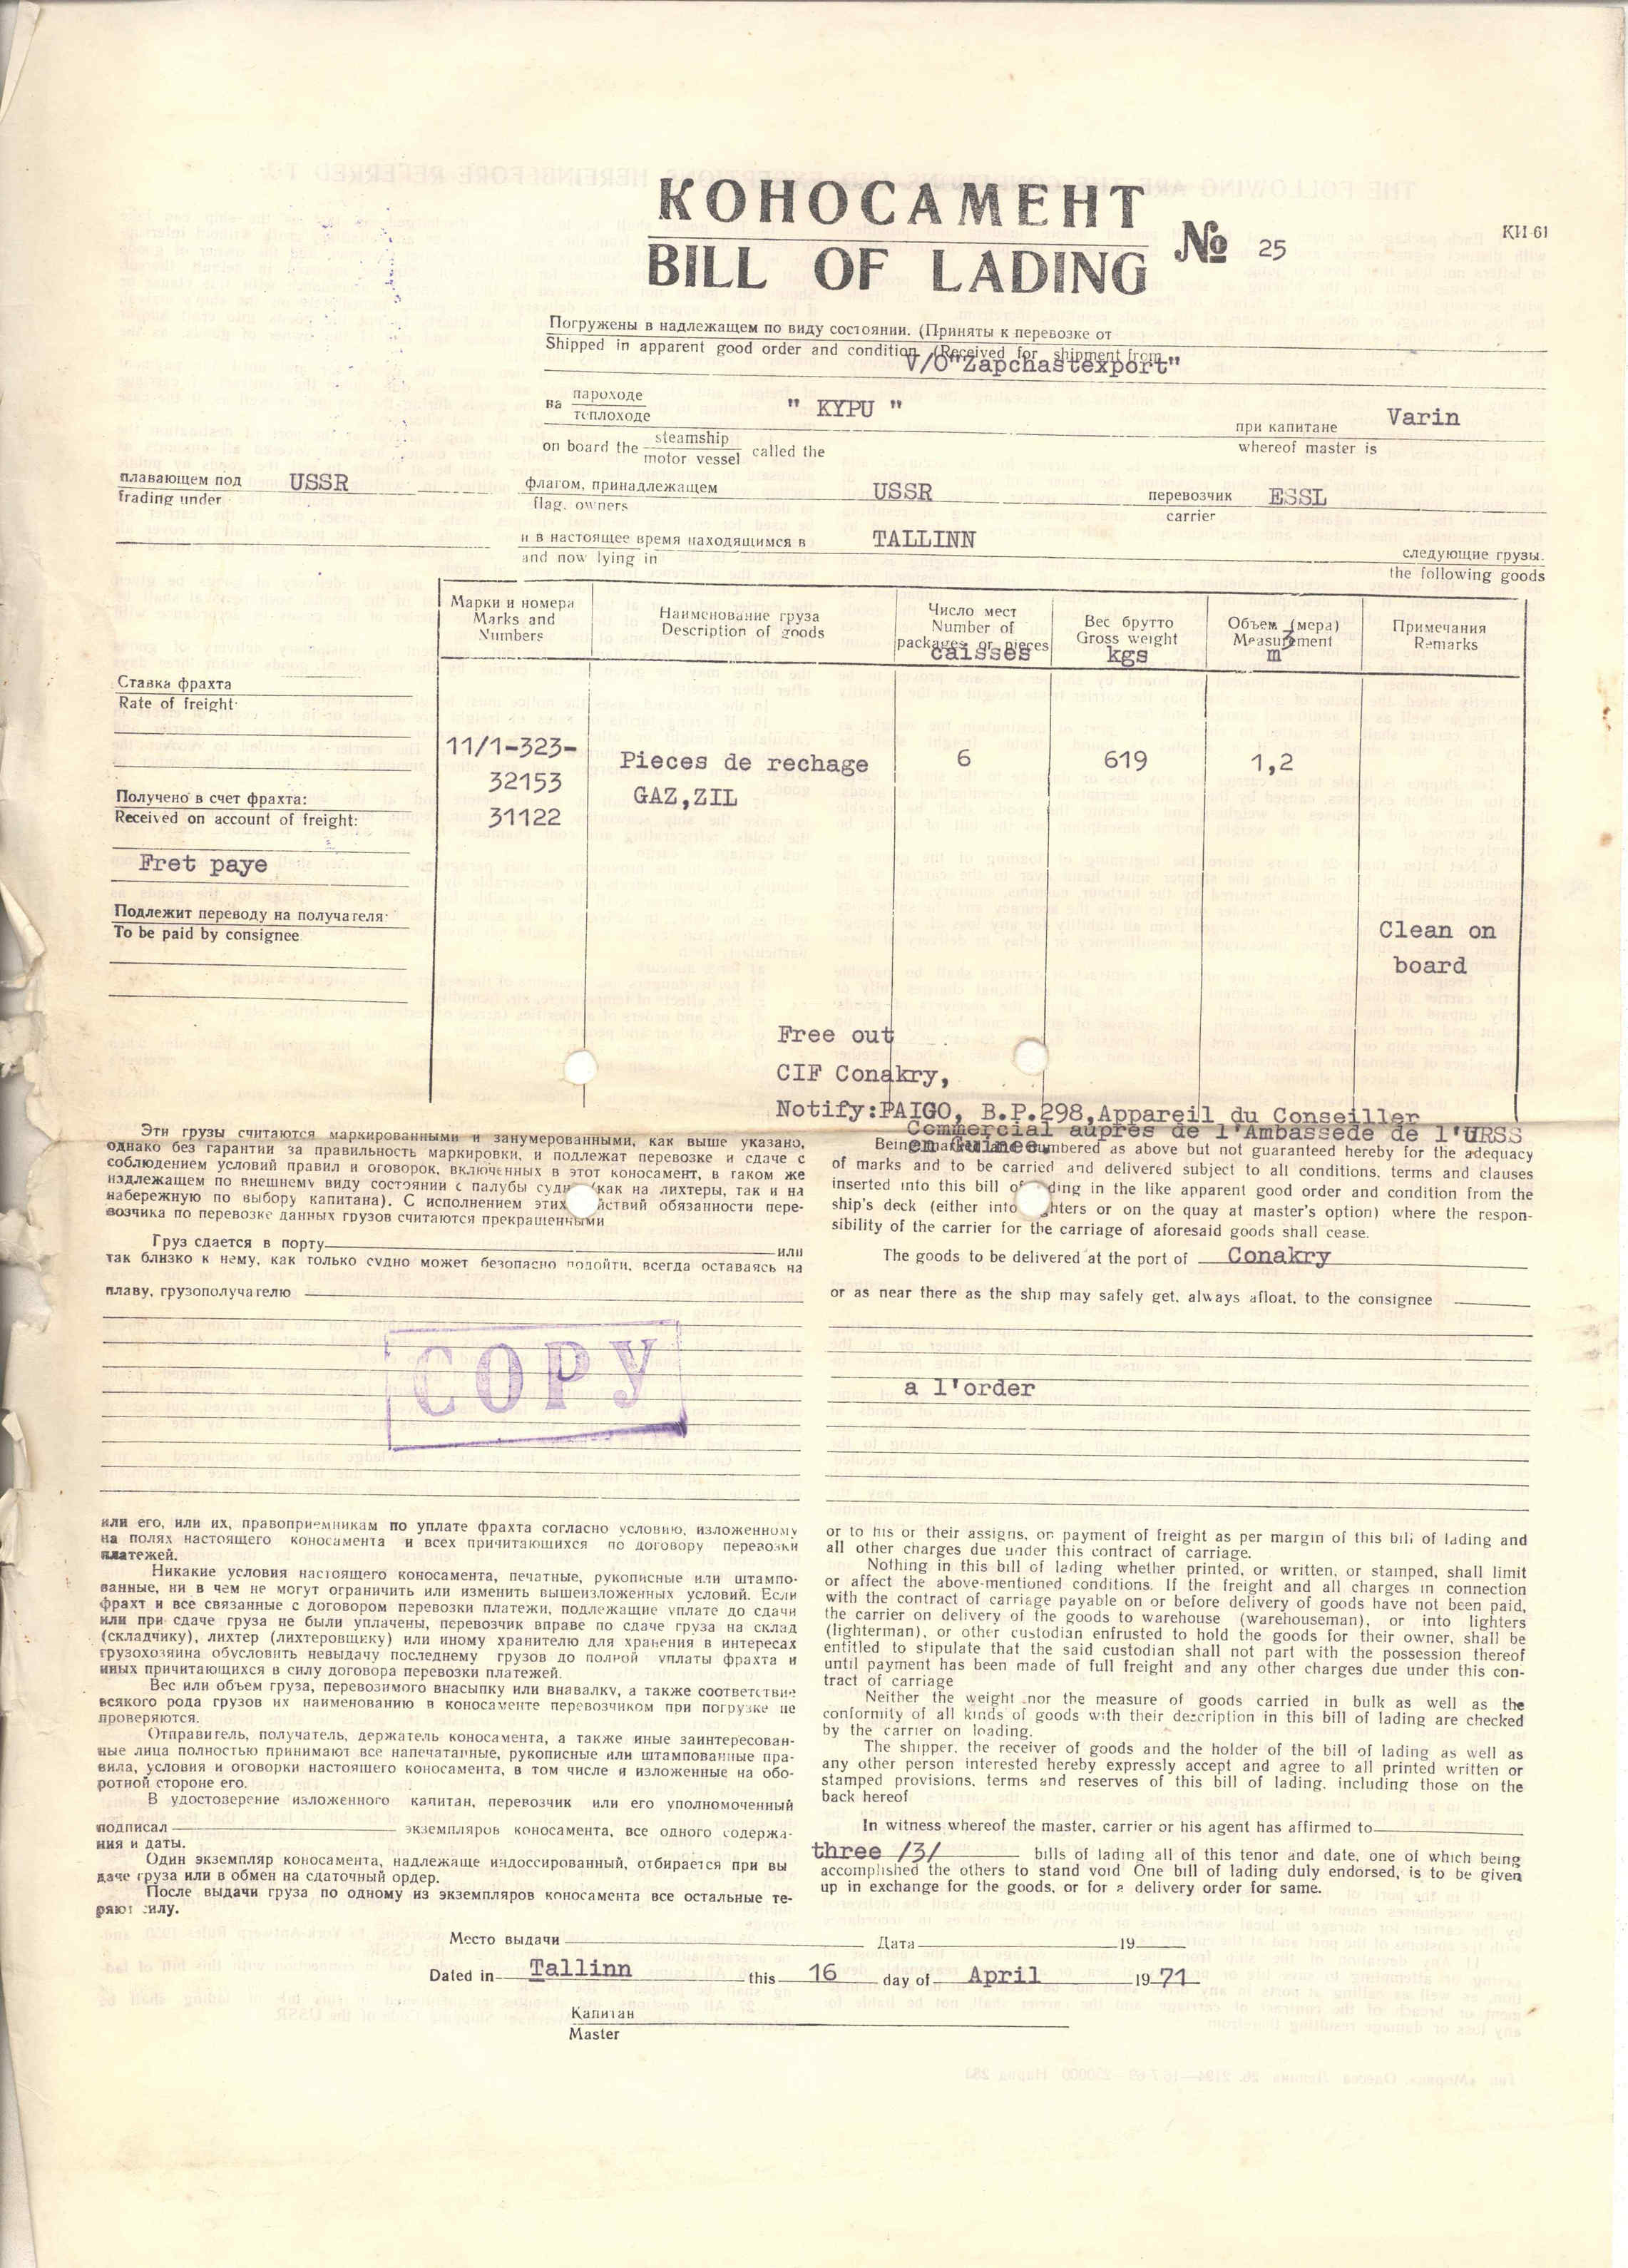 КОНОСАМЕНТ
BILL OF LADING
№ 25
КП-61
Погружены в надлежащем по виду состоянии. (Приняты к перевозке от
Shipped in apparent good order and condition (Received for shipment from
V/O"Zapchastexport"
на пароходе
теплоходе
" КУРU "
при капитане
Varin
on board the steamship
motor vessel called the
whereof master is
плавающем под USSR
trading under
флагом, принадлежащем USSR
flag, owners
перевозчик ESSL
carrier
и в настоящее время находящимся в TALLINN
and now lying in
следующие грузы.
the following goods
Марки и номера
Marks and
Numbers
Наименование груза
Description of goods
Число мест
Number of
packages or pieces
caisses
Вес брутто
Gross weight
kgs
Объем (мера)
Measurement
m3
Примечания
Remarks
Ставка фрахта
Rate of freight
Получено в счет фрахта:
Received on account of freight:
Fret paye
Подлежит переводу на получателя
To be paid by consignee
11/1-323-
32153
31122
Pieces de rechage
GAZ,ZIL
6
619
1,2
Clean on
board
Free out
CIF Conakry,
Notify:PAIGO, B.P.298,Appareil du Conseiller
Commercial aupres de l'Ambassede de l'URSS
en Guinee.
Эти грузы считаются маркированными и занумерованными, как выше указано,
однако без гарантии за правильность маркировки, и подлежат перевозке и сдаче с
соблюдением условий правил и оговорок, включенных в этот коносамент, в таком же
надлежащем по внешнему виду состоянии с палубы судна (как на лихтеры, так и на
набережную по выбору капитана). С исполнением этих действий обязанности пере-
возчика по перевозке данных грузов считаются прекращенными
Груз сдается в порту или
так близко к нему, как только судно может безопасно подойти, всегда оставаясь на
плаву, грузополучателю
Being marked and numbered as above but not guaranteed hereby for the adequacy
of marks and to be carried and delivered subject to all conditions, terms and clauses
inserted into this bill of lading in the like apparent good order and condition from the
ship's deck (either into lighters or on the quay at master's option) where the respon-
sibility of the carrier for the carriage of aforesaid goods shall cease.
The goods to be delivered at the port of Conakry
or as near there as the ship may safely get, always afloat, to the consignee
COPY
a l'order
или его, или их, правоприемникам по уплате фрахта согласно условию, изложенному
на полях настоящего коносамента и всех причитающихся по договору перевозки
платежей.
Никакие условия настоящего коносамента, печатные, рукописные или штампо-
ванные, ни в чем не могут ограничить или изменить вышеизложенных условий. Если
фрахт и все связанные с договором перевозки платежи, подлежащие уплате до сдачи
или при сдаче груза не были уплачены, перевозчик вправе по сдаче груза на склад
(складчику), лихтер (лихтеровщику) или иному хранителю для хранения в интересах
грузохозяина обусловить невыдачу последнему грузов до полной уплаты фрахта и
иных причитающихся в силу договора перевозки платежей.
Вес или объем груза, перевозимого внасыпку или внавалку, а также соответствие
всякого рода грузов их наименованию в коносаменте перевозчиком при погрузке не
проверяются.
Отправитель, получатель, держатель коносамента, а также иные заинтересован-
ные лица полностью принимают все напечатанные, рукописные или штампованные пра-
вила, условия и оговорки настоящего коносамента, в том числе и изложенные на обо-
ротной стороне его.
В удостоверение изложенного капитан, перевозчик или его уполномоченный
подписал экземпляров коносамента, все одного содержа-
ния и даты.
Один экземпляр коносамента, надлежаще индоссированный, отбирается при вы
даче груза или в обмен на сдаточный ордер.
После выдачи груза по одному из экземпляров коносамента все остальные те-
ряют силу.
or to his or their assigns, on payment of freight as per margin of this bill of lading and
all other charges due under this contract of carriage.
Nothing in this bill of lading whether printed, or written, or stamped, shall limit
or affect the above-mentioned conditions. If the freight and all charges in connection
with the contract of carriage payable on or before delivery of goods have not been paid,
the carrier on delivery of the goods to warehouse (warehouseman), or into lighters
(lighterman), or other custodian enfrusted to hold the goods for their owner, shall be
entitled to stipulate that the said custodian shall not part with the possession thereof
until payment has been made of full freight and any other charges due under this con-
tract of carriage
Neither the weight nor the measure of goods carried in bulk as well as the
conformity of all kinds of goods with their description in this bill of lading are checked
by the carrier on loading.
The shipper, the receiver of goods and the holder of the bill of lading as well as
any other person interested hereby expressly accept and agree to all printed written or
stamped provisions, terms and reserves of this bill of lading, including those on the
back hereof
In witness whereof the master, carrier or his agent has affirmed to
three /3/ bills of lading all of this tenor and date, one of which being
accomplished the others to stand void One bill of lading duly endorsed, is to be given
up in exchange for the goods, or for a delivery order for same.
Место выдачи Дата 19
Dated in Tallinn this 16 day of April 19 71
Капитан
Master